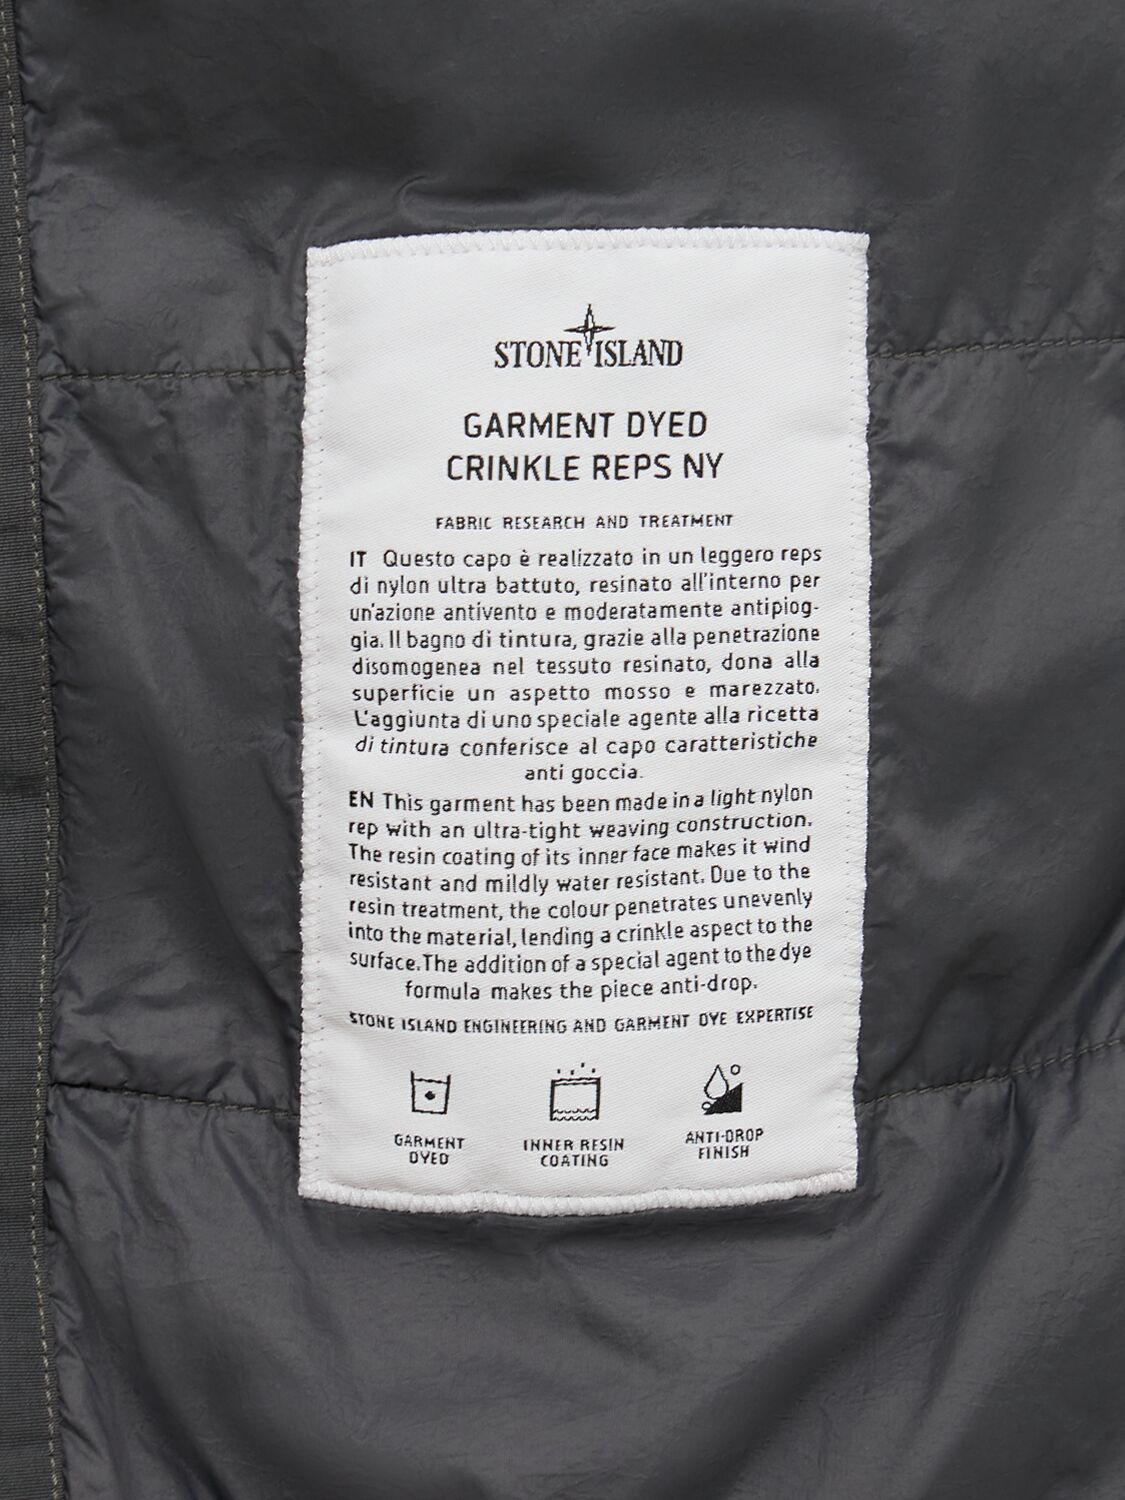 STONE ISLAND
GARMENT DYED
CRINKLE REPS NY
FABRIC RESEARCH AND TREATMENT
IT Questo capo è realizzato in un leggero reps
di nylon ultra battuto, resinato all'interno per
un'azione antivento e moderatamente antipiog-
gia. Il bagno di tintura, grazie alla penetrazione
disomogenea nel tessuto resinato, dona alla
superficie un aspetto mosso e marezzato.
L'aggiunta di uno speciale agente alla ricetta
di tintura conferisce al capo caratteristiche
anti goccia.
EN This garment has been made in a light nylon
rep with an ultra-tight weaving construction.
The resin coating of its inner face makes it wind
resistant and mildly water resistant. Due to the
resin treatment, the colour penetrates unevenly
into the material, lending a crinkle aspect to the
surface. The addition of a special agent to the dye
formula makes the piece anti-drop.
STONE ISLAND ENGINEERING AND GARMENT DYE EXPERTISE
GARMENT
DYED
INNER RESIN
COATING
ANTI-DROP
FINISH